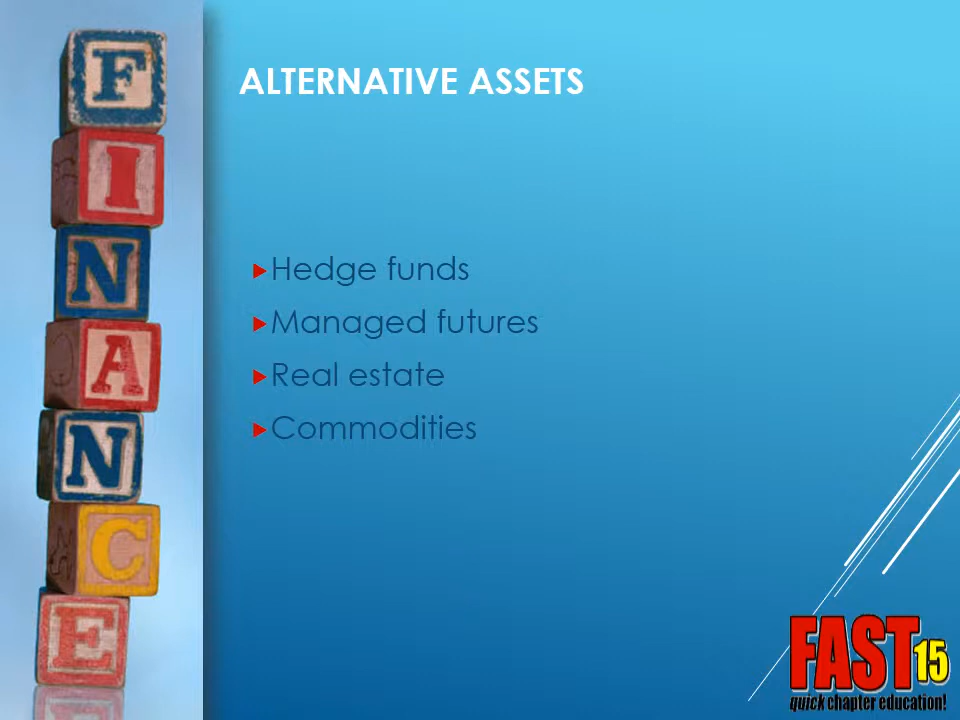 F
I
N
A
N
C
E
ALTERNATIVE ASSETS
Hedge funds
Managed futures
Real estate
Commodities
FAST 15
quick chapter education!